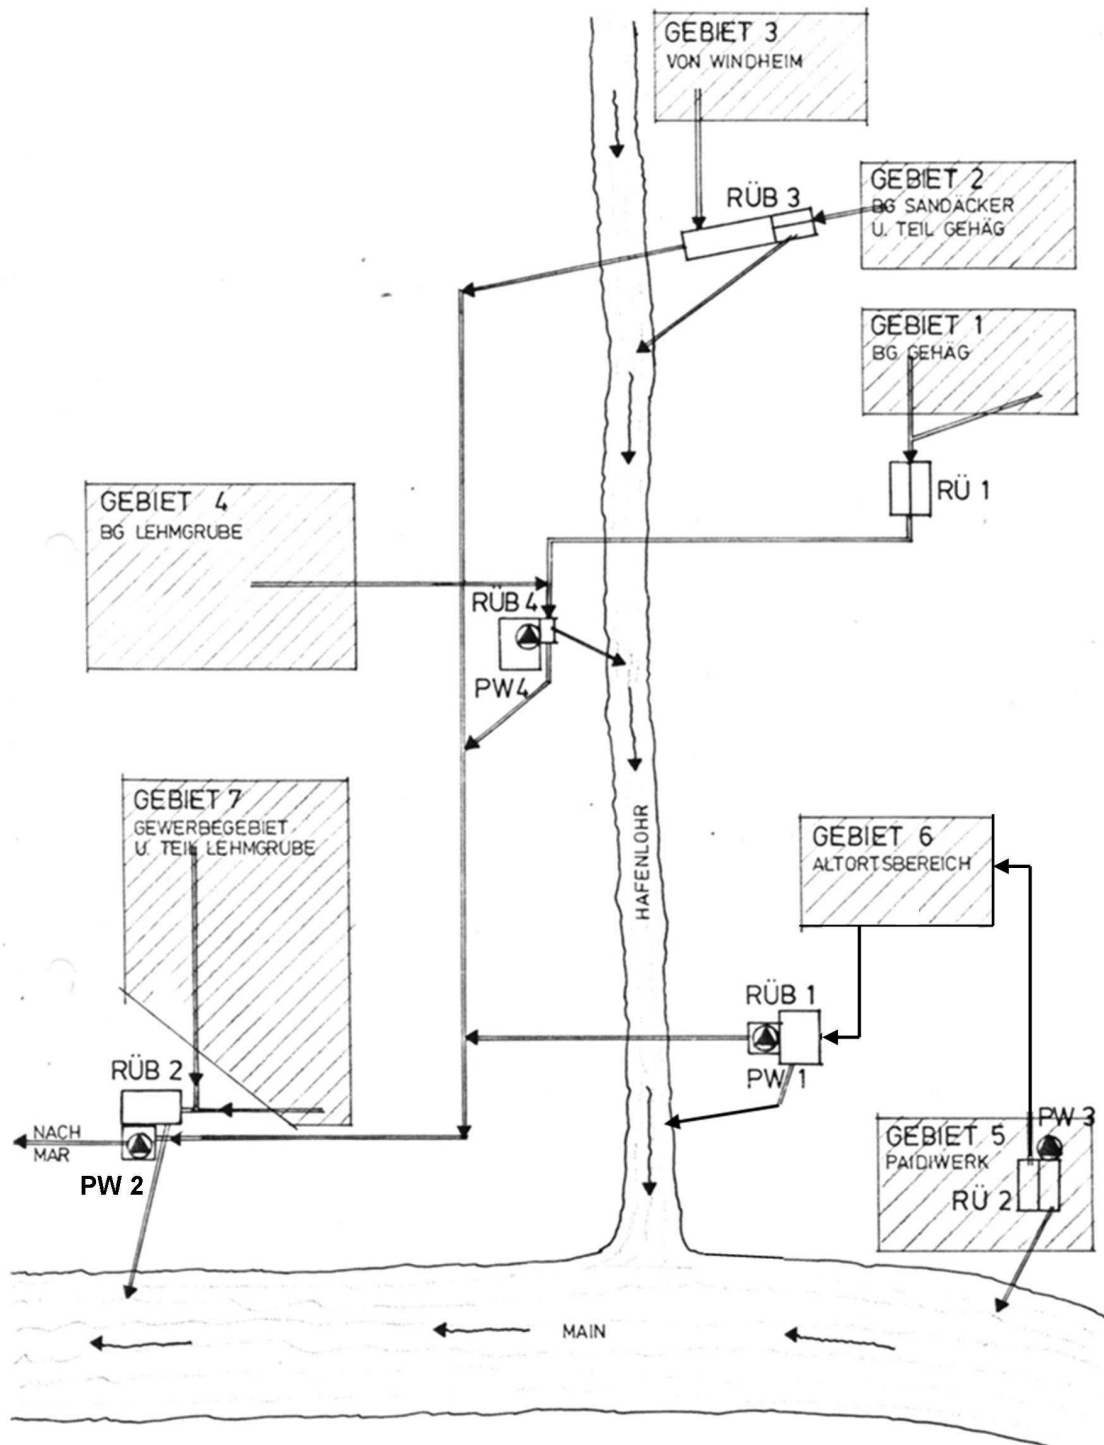 GEBIET 3
VON WINDHEIM
GEBIET 2
BG SANDÄCKER
U. TEIL GEHÄG
RÜB 3
GEBIET 1
BG GEHÄG
RÜ 1
GEBIET 4
BG LEHMGRUBE
RÜB 4
PW4
GEBIET 7
GEWERBEGEBIET
U. TEIL LEHMGRUBE
HAFENLOHR
GEBIET 6
ALTORTSBEREICH
RÜB 1
PW 1
RÜB 2
NACH
MAR
PW 2
PW 3
GEBIET 5
PAIDIWERK
RÜ 2
MAIN